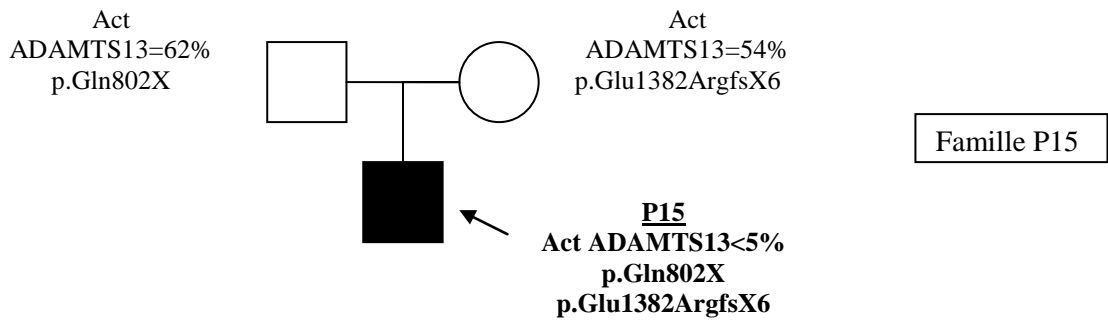 Act
ADAMTS13=62%
p.Gln802X
Act
ADAMTS13=54%
p.Glu1382ArgfsX6
Famille P15
P15
Act ADAMTS13<5%
p.Gln802X
p.Glu1382ArgfsX6